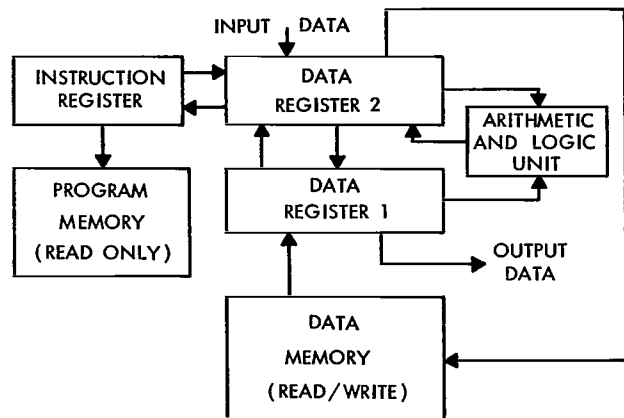 INPUT DATA
INSTRUCTION
REGISTER
DATA
REGISTER 2
ARITHMETIC
AND LOGIC
UNIT
PROGRAM
MEMORY
(READ ONLY)
DATA
REGISTER 1
OUTPUT
DATA
DATA
MEMORY
(READ/WRITE)